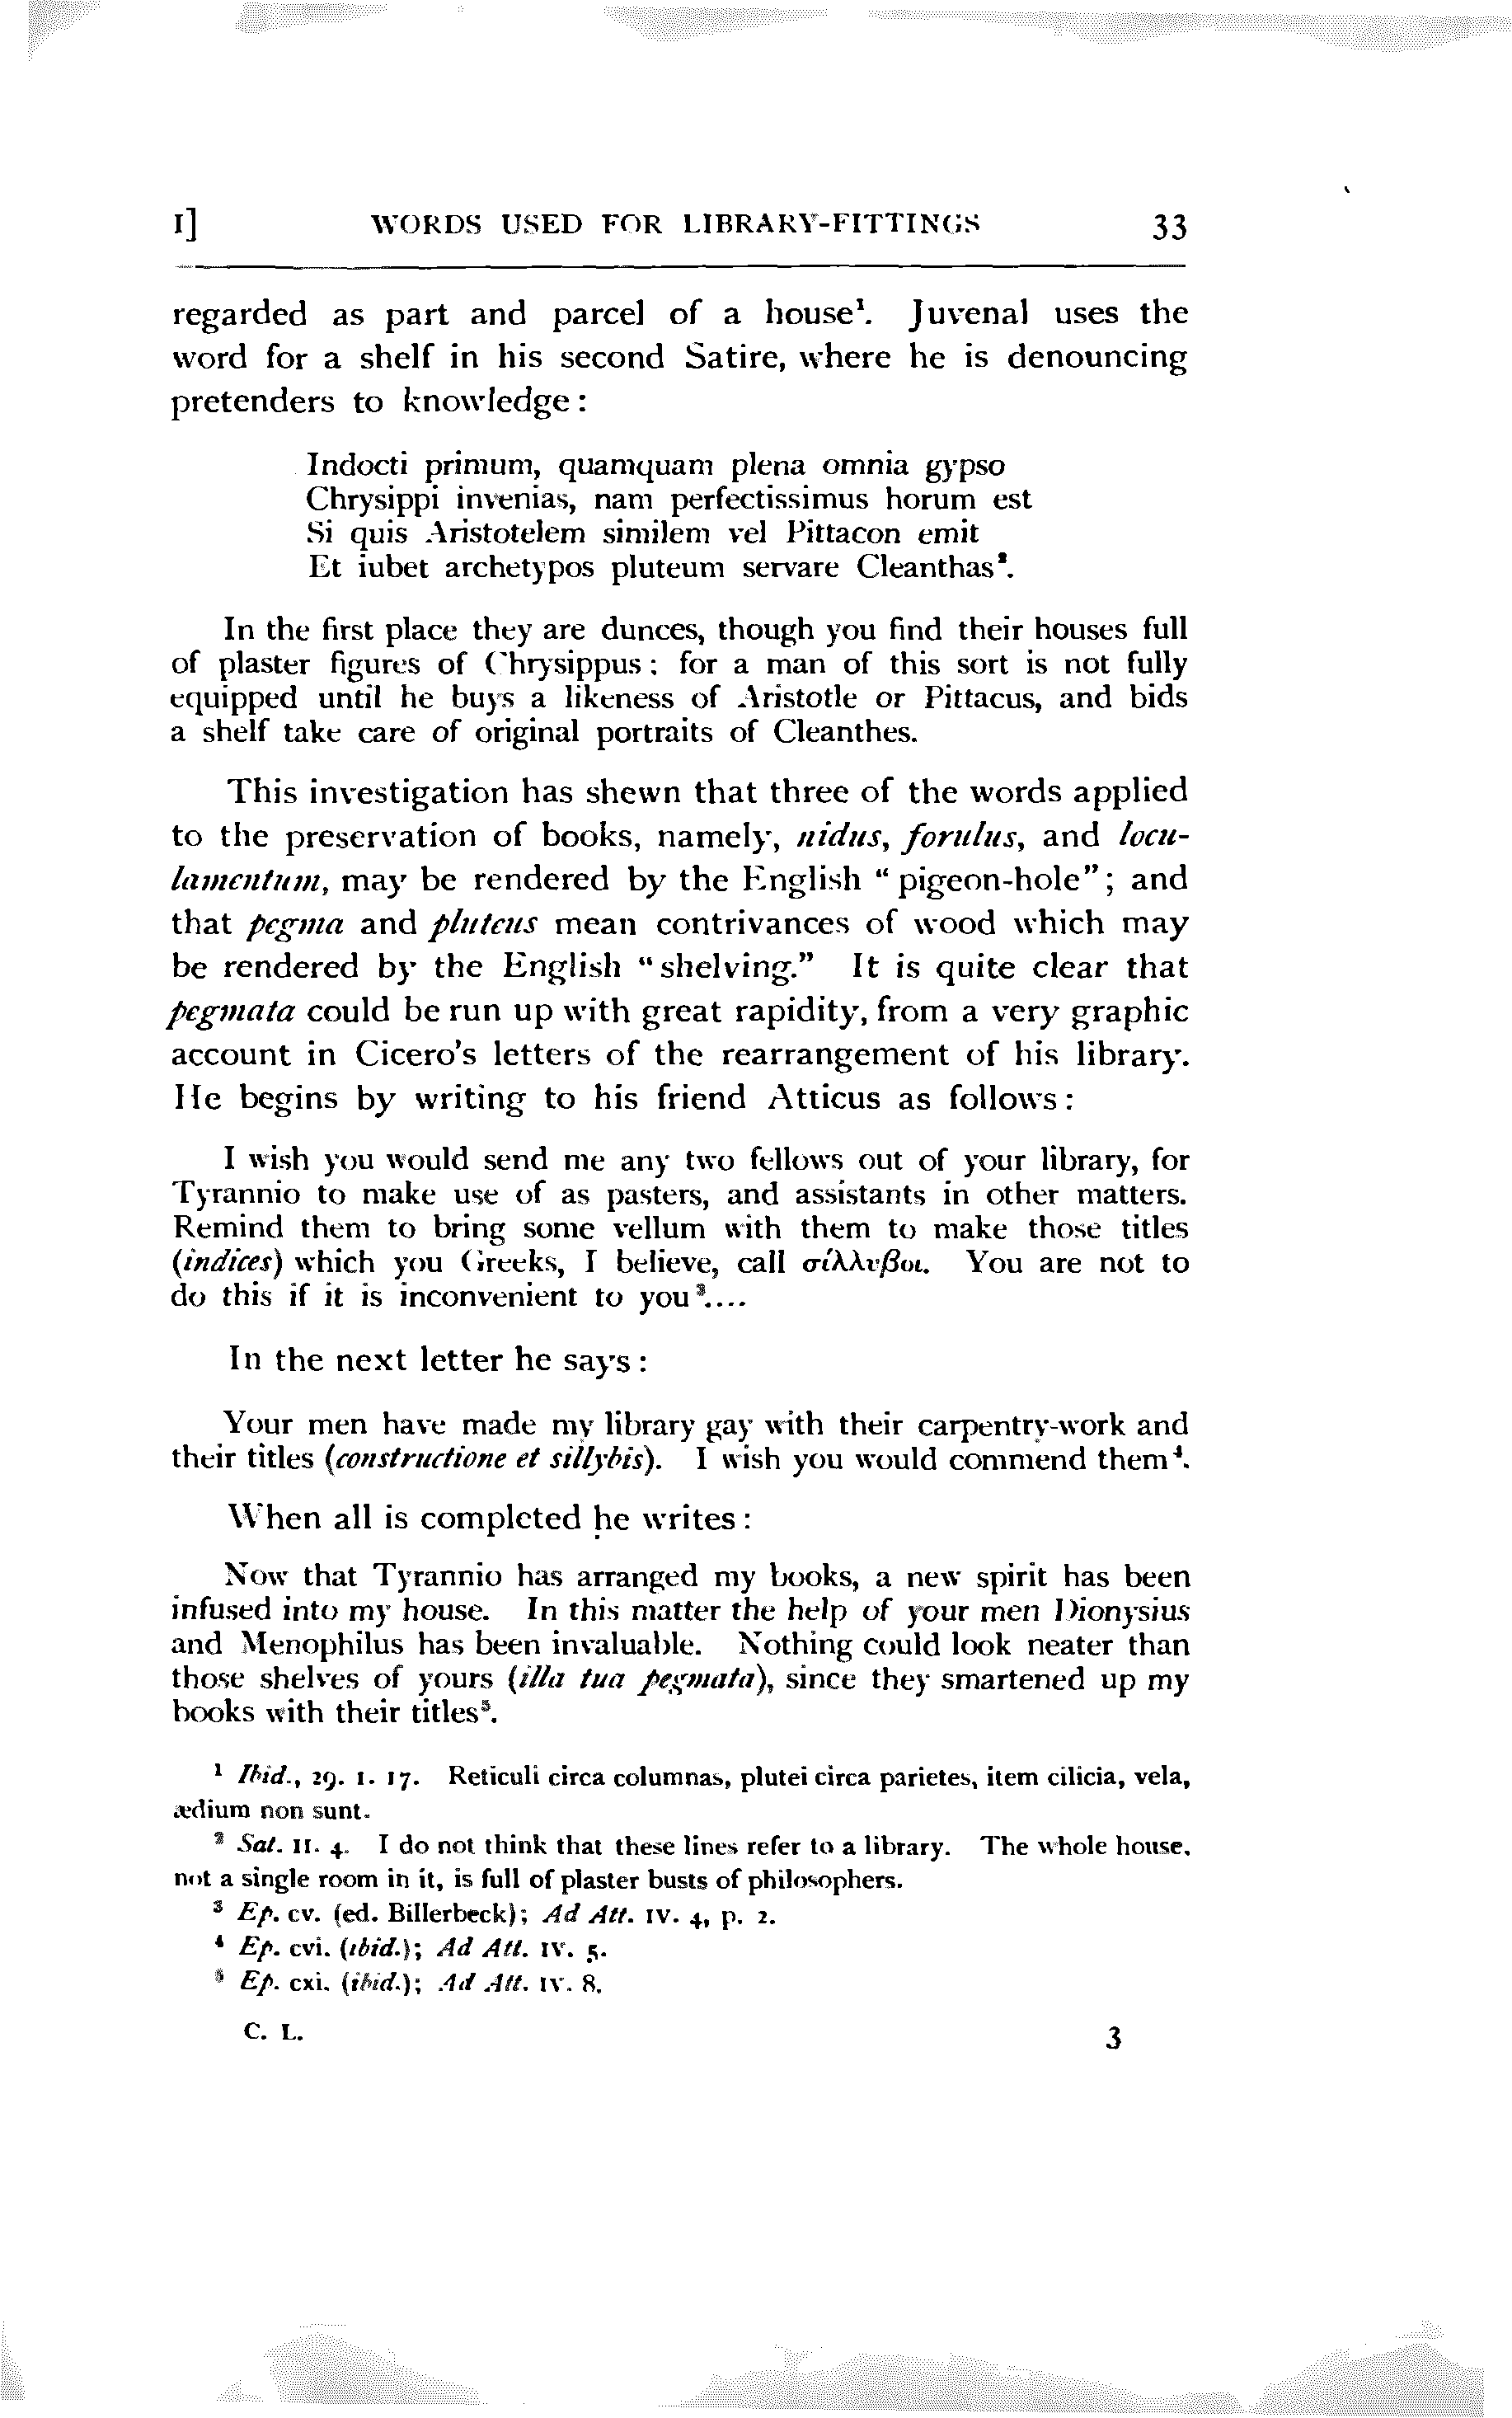 I] WORDS USED FOR LIBRARY-FITTINGS 33
regarded as part and parcel of a house¹. Juvenal uses the
word for a shelf in his second Satire, where he is denouncing
pretenders to knowledge:
Indocti primum, quamquam plena omnia gypso
Chrysippi invenias, nam perfectissimus horum est
Si quis Aristotelem similem vel Pittacon emit
Et iubet archetypos pluteum servare Cleanthas².
In the first place they are dunces, though you find their houses full
of plaster figures of Chrysippus: for a man of this sort is not fully
equipped until he buys a likeness of Aristotle or Pittacus, and bids
a shelf take care of original portraits of Cleanthes.
This investigation has shewn that three of the words applied
to the preservation of books, namely, nidus, forulus, and locu-
lamentum, may be rendered by the English "pigeon-hole"; and
that pegma and pluteus mean contrivances of wood which may
be rendered by the English "shelving." It is quite clear that
pegmata could be run up with great rapidity, from a very graphic
account in Cicero's letters of the rearrangement of his library.
He begins by writing to his friend Atticus as follows:
I wish you would send me any two fellows out of your library, for
Tyrannio to make use of as pasters, and assistants in other matters.
Remind them to bring some vellum with them to make those titles
(indices) which you Greeks, I believe, call σίλλυβοι. You are not to
do this if it is inconvenient to you³....
In the next letter he says:
Your men have made my library gay with their carpentry-work and
their titles (constructione et sillybis). I wish you would commend them⁴.
When all is completed he writes:
Now that Tyrannio has arranged my books, a new spirit has been
infused into my house. In this matter the help of your men Dionysius
and Menophilus has been invaluable. Nothing could look neater than
those shelves of yours (illa tua pegmata), since they smartened up my
books with their titles⁵.
¹ Ibid., 29. 1. 17. Reticuli circa columnas, plutei circa parietes, item cilicia, vela,
ædium non sunt.
² Sat. II. 4. I do not think that these lines refer to a library. The whole house,
not a single room in it, is full of plaster busts of philosophers.
³ Ep. cv. (ed. Billerbeck); Ad Att. IV. 4, p. 2.
⁴ Ep. cvi. (ibid.); Ad Att. IV. 5.
⁵ Ep. cxi. (ibid.); Ad Att. IV. 8.
C. L. 3